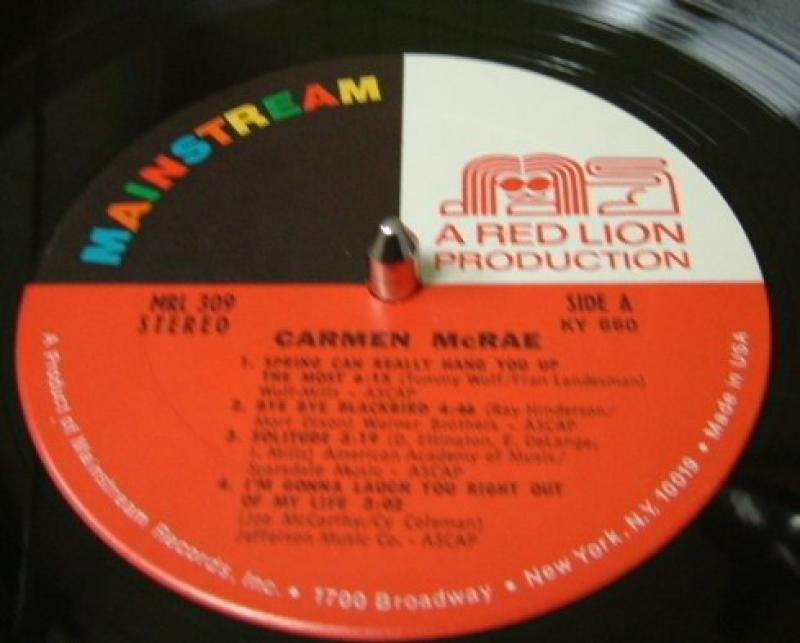 MAINSTREAM
A RED LION
PRODUCTION
MRL 309
STEREO
SIDE A
KY 660
CARMEN McRAE
1. SPRING CAN REALLY HANG YOU UP
THE MOST 6:15 (Tommy Wolf/Fran Landesman)
Wolf-Mills - ASCAP
2. BYE BYE BLACKBIRD 4:46 (Ray Hinderson/
Mort Dixon) Warner Brothers - ASCAP
3. SOLITUDE 3:19 (D. Ellington, E. DeLange,
I. Mills) American Academy of Music/
Scarsdale Music - ASCAP
4. I'M GONNA LAUGH YOU RIGHT OUT
OF MY LIFE 3:02
(Joe McCarthy/Cy Coleman)
Jefferson Music Co. - ASCAP
A Product of Mainstream Records, Inc. • 1700 Broadway • New York, N.Y. 10019 • Made in USA